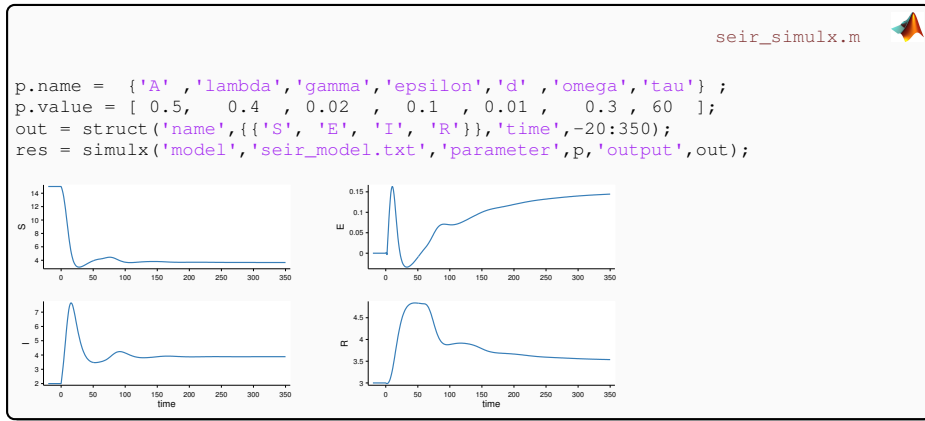 seir_simulx.m
p.name =  {'A' ,'lambda','gamma','epsilon','d' ,'omega','tau'} ;
p.value = [ 0.5,   0.4  , 0.02  ,  0.1  , 0.01 ,   0.3 , 60  ];
out = struct('name',{{'S', 'E', 'I', 'R'}},'time',-20:350);
res = simulx('model','seir_model.txt','parameter',p,'output',out);
S
14
12
10
8
6
4
0 50 100 150 200 250 300 350
E
0.15
0.1
0.05
0
0 50 100 150 200 250 300 350
I
7
6
5
4
3
2
0 50 100 150 200 250 300 350
time
R
4.5
4
3.5
3
0 50 100 150 200 250 300 350
time